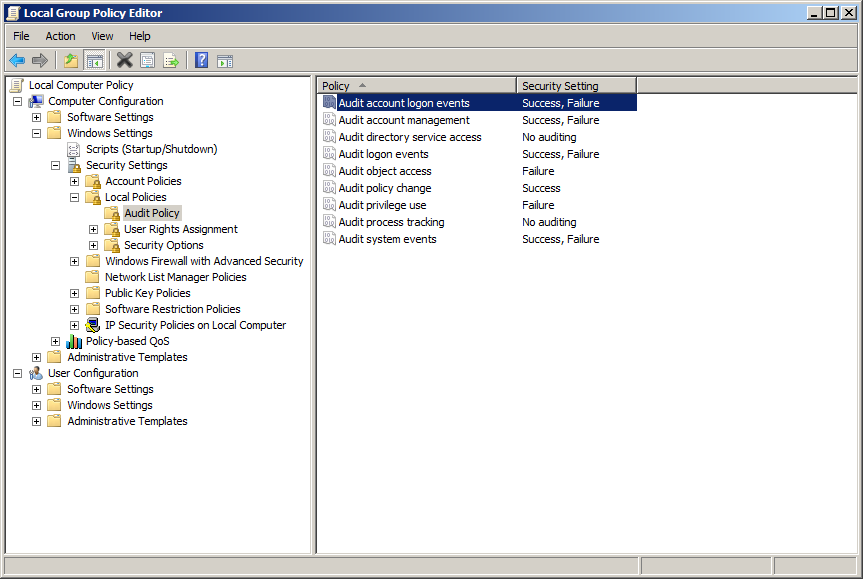 Local Group Policy Editor
File Action View Help
Local Computer Policy
Computer Configuration
Software Settings
Windows Settings
Scripts (Startup/Shutdown)
Security Settings
Account Policies
Local Policies
Audit Policy
User Rights Assignment
Security Options
Windows Firewall with Advanced Security
Network List Manager Policies
Public Key Policies
Software Restriction Policies
IP Security Policies on Local Computer
Policy-based QoS
Administrative Templates
User Configuration
Software Settings
Windows Settings
Administrative Templates
Policy Security Setting
Audit account logon events Success, Failure
Audit account management Success, Failure
Audit directory service access No auditing
Audit logon events Success, Failure
Audit object access Failure
Audit policy change Success
Audit privilege use Failure
Audit process tracking No auditing
Audit system events Success, Failure